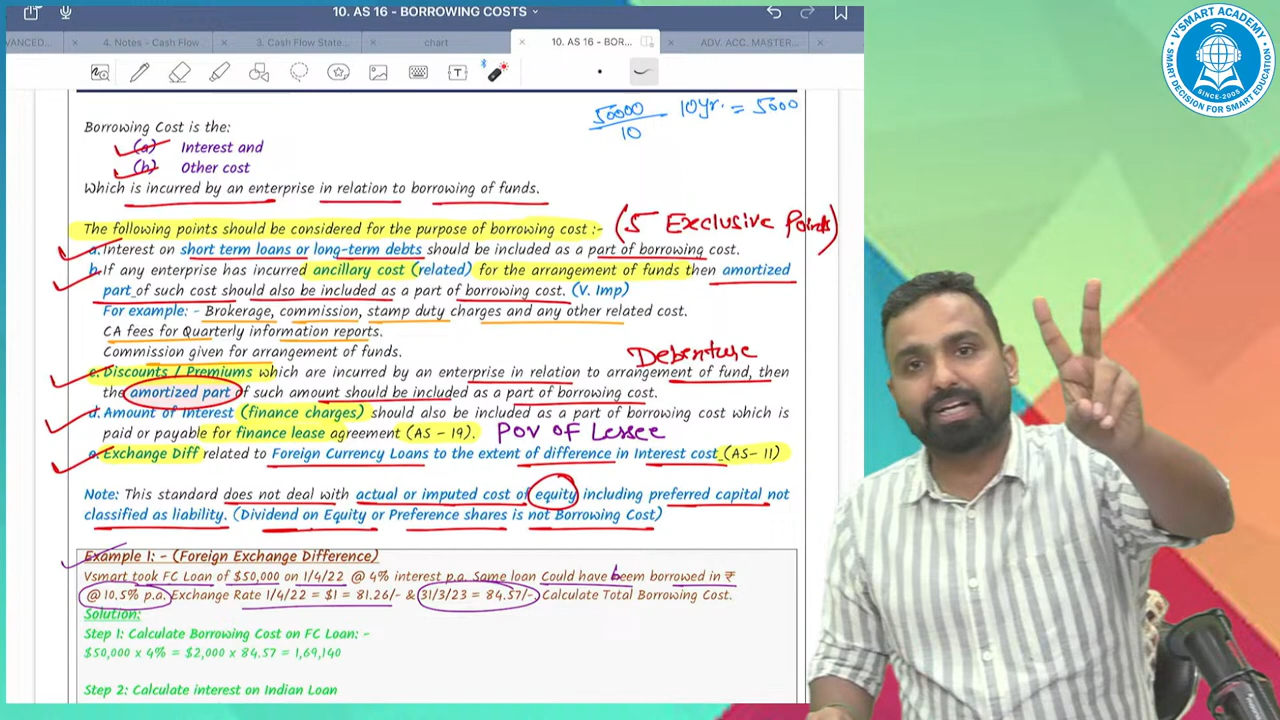 10. AS 16 - BORROWING COSTS
VANCED...
4. Notes - Cash Flow
3. Cash Flow State...
chart
10. AS 16 - BOR...
ADV. ACC. MASTER...
V SMART ACADEMY
SMART DECISION FOR SMART EDUCATION
SINCE-2005
50000/10 10yr. = 5000
Borrowing Cost is the:
(a) Interest and
(b) Other cost
Which is incurred by an enterprise in relation to borrowing of funds.
The following points should be considered for the purpose of borrowing cost :- (5 Exclusive Points)
a. Interest on short term loans or long-term debts should be included as a part of borrowing cost.
b. If any enterprise has incurred ancillary cost (related) for the arrangement of funds then amortized
part of such cost should also be included as a part of borrowing cost. (V. Imp)
For example: - Brokerage, commission, stamp duty charges and any other related cost.
CA fees for Quarterly information reports.
Commission given for arrangement of funds.
Debenture
c. Discounts / Premiums which are incurred by an enterprise in relation to arrangement of fund, then
the amortized part of such amount should be included as a part of borrowing cost.
d. Amount of Interest (finance charges) should also be included as a part of borrowing cost which is
paid or payable for finance lease agreement (AS - 19). POV OF Lessee
e. Exchange Diff related to Foreign Currency Loans to the extent of difference in Interest cost (AS- 11)
Note: This standard does not deal with actual or imputed cost of equity including preferred capital not
classified as liability. (Dividend on Equity or Preference shares is not Borrowing Cost)
Example 1: - (Foreign Exchange Difference)
Vsmart took FC Loan of $50,000 on 1/4/22 @ 4% interest p.a. Same loan Could have beem borrowed in ₹
@ 10.5% p.a. Exchange Rate 1/4/22 = $1 = 81.26/- & 31/3/23 = 84.57/- Calculate Total Borrowing Cost.
Solution:
Step 1: Calculate Borrowing Cost on FC Loan: -
$50,000 x 4% = $2,000 x 84.57 = 1,69,140
Step 2: Calculate interest on Indian Loan